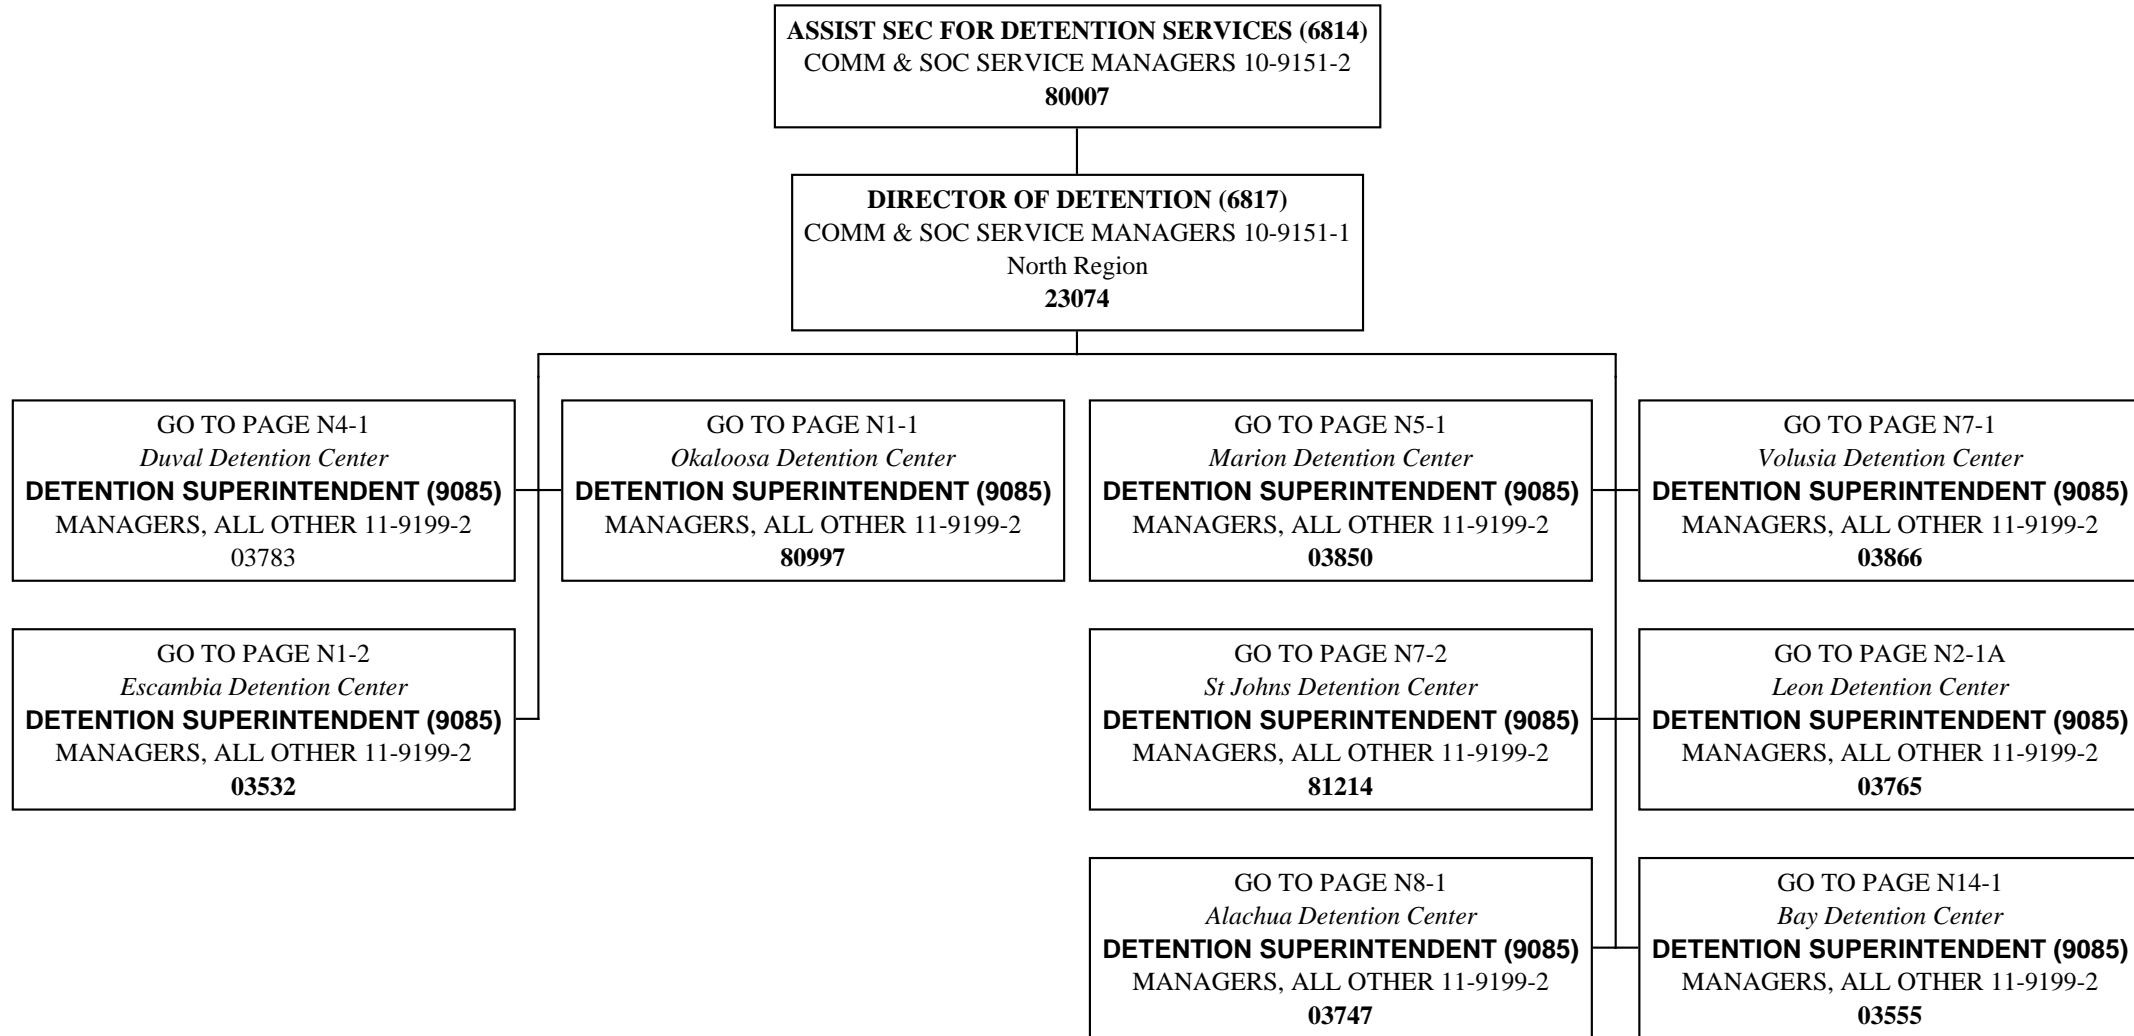 ASSIST SEC FOR DETENTION SERVICES (6814)
COMM & SOC SERVICE MANAGERS 10-9151-2
80007
DIRECTOR OF DETENTION (6817)
COMM & SOC SERVICE MANAGERS 10-9151-1
North Region
23074
GO TO PAGE N4-1
Duval Detention Center
DETENTION SUPERINTENDENT (9085)
MANAGERS, ALL OTHER 11-9199-2
03783
GO TO PAGE N1-1
Okaloosa Detention Center
DETENTION SUPERINTENDENT (9085)
MANAGERS, ALL OTHER 11-9199-2
80997
GO TO PAGE N5-1
Marion Detention Center
DETENTION SUPERINTENDENT (9085)
MANAGERS, ALL OTHER 11-9199-2
03850
GO TO PAGE N7-1
Volusia Detention Center
DETENTION SUPERINTENDENT (9085)
MANAGERS, ALL OTHER 11-9199-2
03866
GO TO PAGE N1-2
Escambia Detention Center
DETENTION SUPERINTENDENT (9085)
MANAGERS, ALL OTHER 11-9199-2
03532
GO TO PAGE N7-2
St Johns Detention Center
DETENTION SUPERINTENDENT (9085)
MANAGERS, ALL OTHER 11-9199-2
81214
GO TO PAGE N2-1A
Leon Detention Center
DETENTION SUPERINTENDENT (9085)
MANAGERS, ALL OTHER 11-9199-2
03765
GO TO PAGE N8-1
Alachua Detention Center
DETENTION SUPERINTENDENT (9085)
MANAGERS, ALL OTHER 11-9199-2
03747
GO TO PAGE N14-1
Bay Detention Center
DETENTION SUPERINTENDENT (9085)
MANAGERS, ALL OTHER 11-9199-2
03555